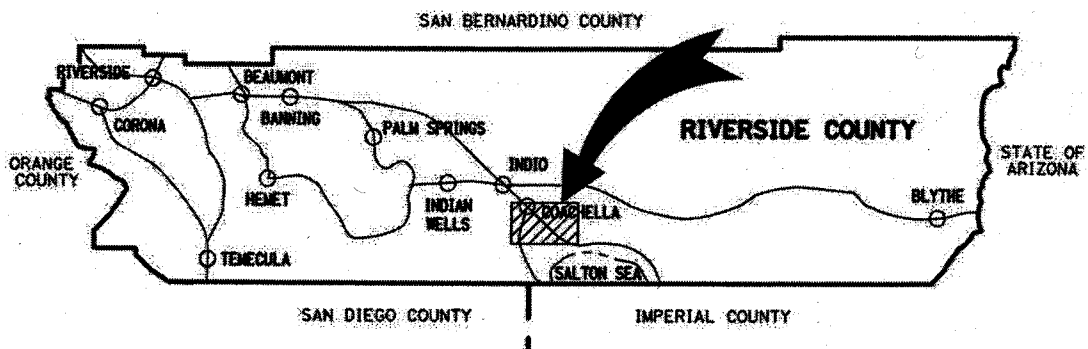 SAN BERNARDINO COUNTY
RIVERSIDE
BEAUMONT
BANNING
CORONA
PALM SPRINGS
RIVERSIDE COUNTY
ORANGE
COUNTY
STATE OF
ARIZONA
INDIO
HEMET
INDIAN
WELLS
COACHELLA
BLYTHE
TEMECULA
SALTON SEA
SAN DIEGO COUNTY
IMPERIAL COUNTY